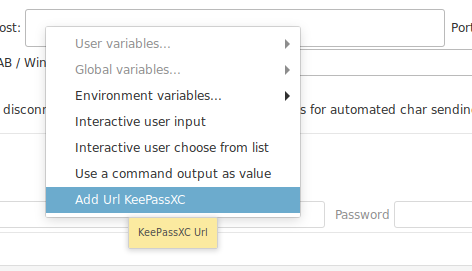 ost: Port
User variables...
Global variables...
AB / Win
Environment variables...
disconn s for automated char sending
Interactive user input
Interactive user choose from list
Use a command output as value
Add Url KeePassXC
Password
KeePassXC Url